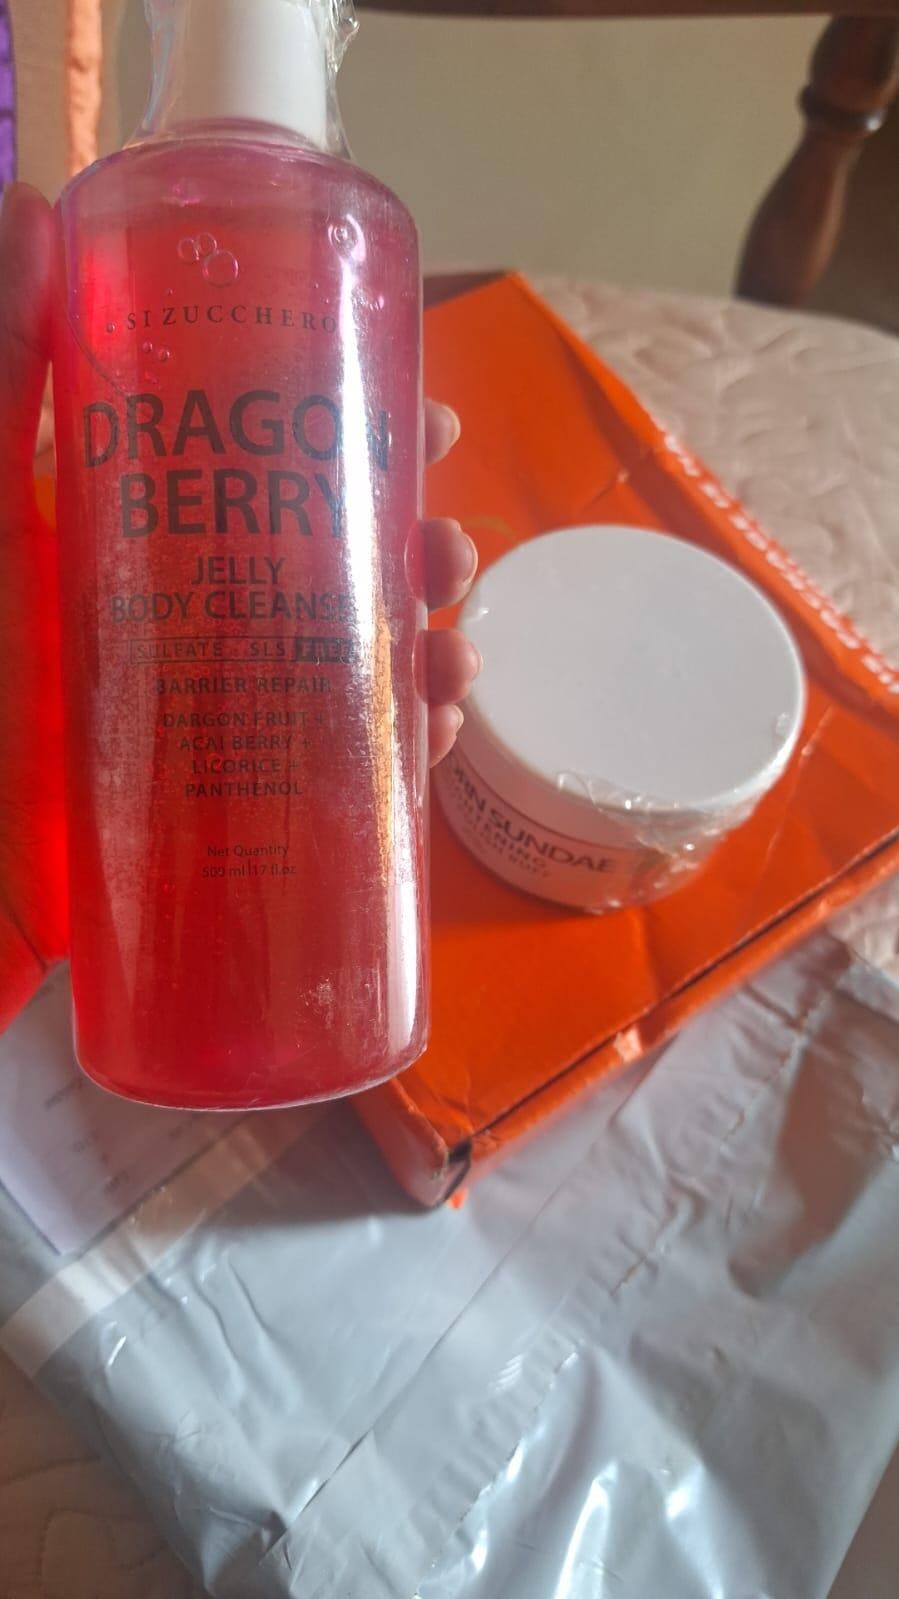 SI ZUCCHERO
DRAGON
BERRY
JELLY
BODY CLEANSE
SULFATE SLS FREE
BARRIER REPAIR
DARGON FRUIT +
ACAI BERRY +
LICORICE +
PANTHENOL
Net Quantity
500 ml|17 fl.oz
SUNDAE